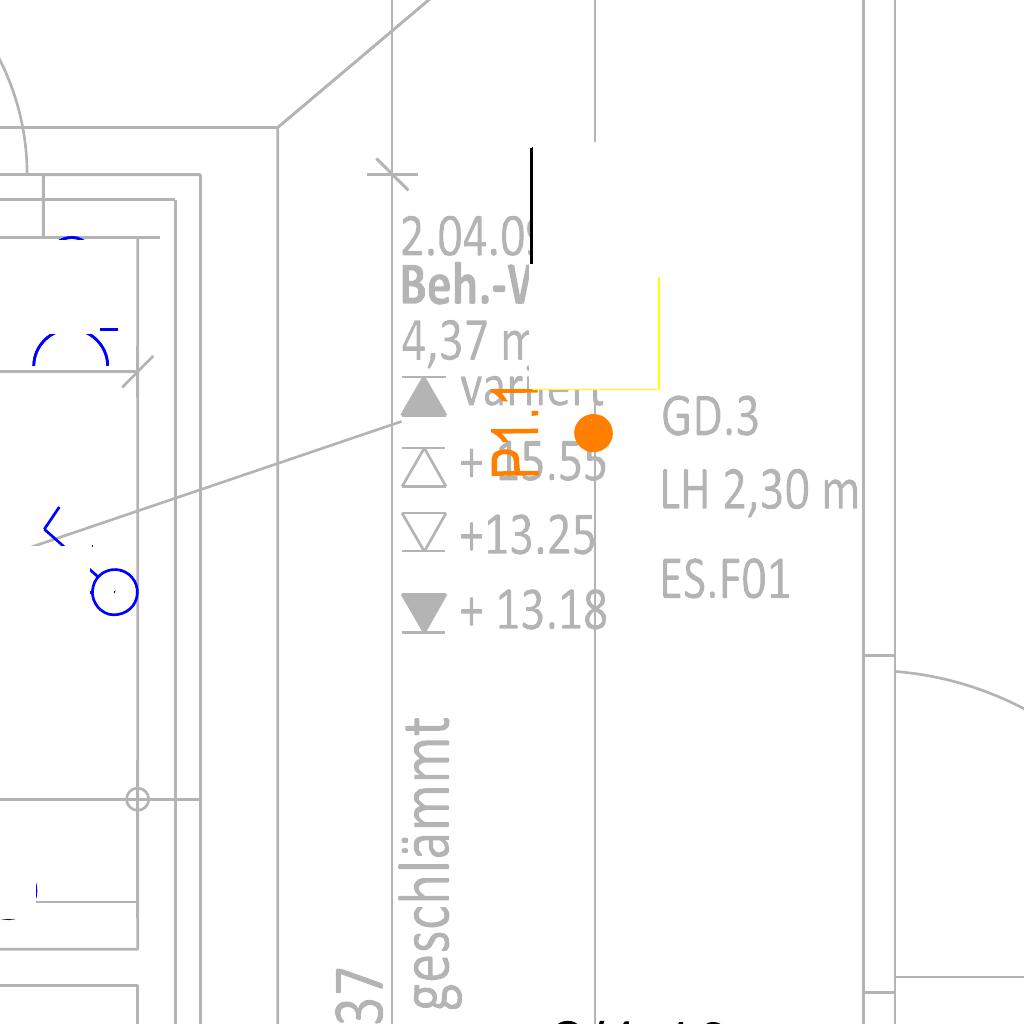 2.04.0
Beh.-
4,37 m
variiert
P1.1
+ 15.55
+13.25
+ 13.18
GD.3
LH 2,30 m
ES.F01
geschlämmt
37